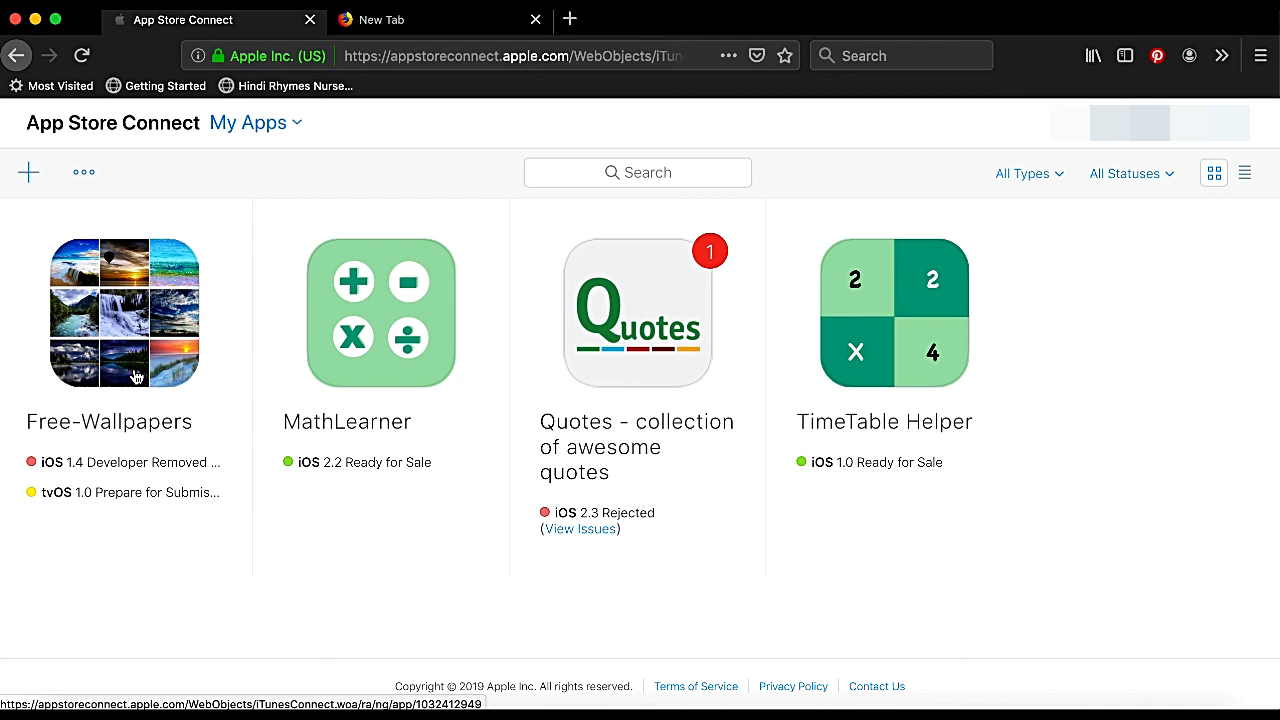 App Store Connect
New Tab
Apple Inc. (US)
https://appstoreconnect.apple.com/WebObjects/iTun
Search
Most Visited
Getting Started
Hindi Rhymes Nurse...
App Store Connect My Apps
Search
All Types
All Statuses
1
Quotes
+ - x ÷
2 2
x 4
Free-Wallpapers
iOS 1.4 Developer Removed ...
tvOS 1.0 Prepare for Submis...
MathLearner
iOS 2.2 Ready for Sale
Quotes - collection
of awesome
quotes
iOS 2.3 Rejected
(View Issues)
TimeTable Helper
iOS 1.0 Ready for Sale
Copyright © 2019 Apple Inc. All rights reserved.
Terms of Service
Privacy Policy
Contact Us
https://appstoreconnect.apple.com/WebObjects/iTunesConnect.woa/ra/ng/app/1032412949